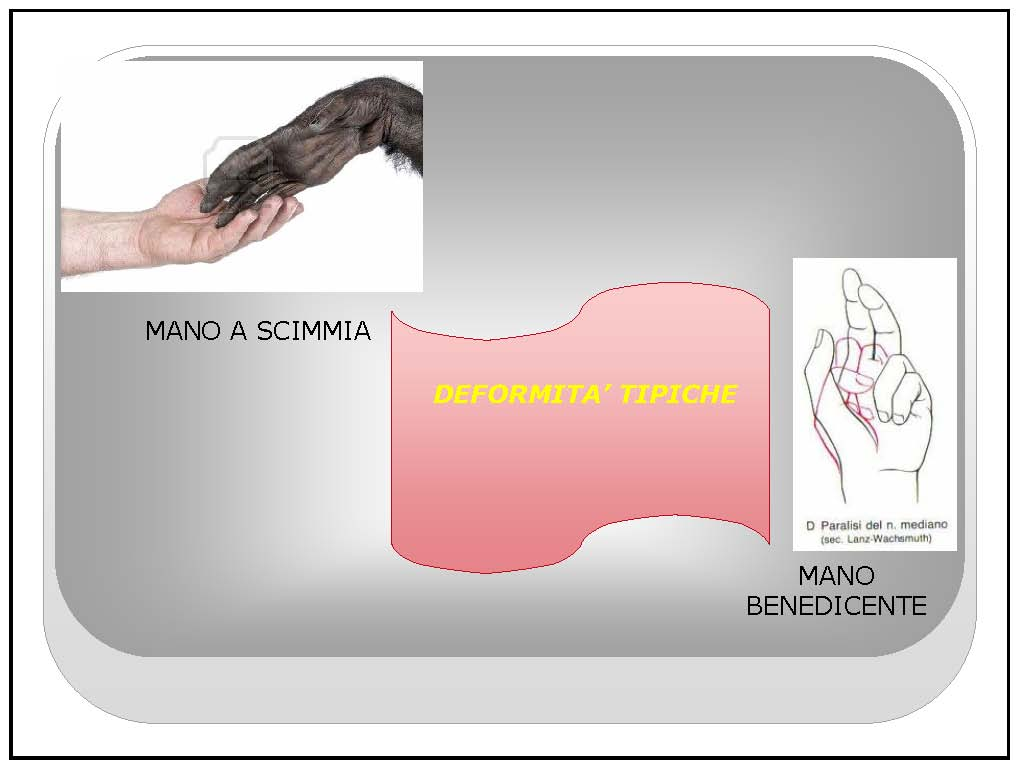 MANO A SCIMMIA
DEFORMITA’ TIPICHE
D Paralisi del n. mediano
(sec. Lanz-Wachsmuth)
MANO
BENEDICENTE